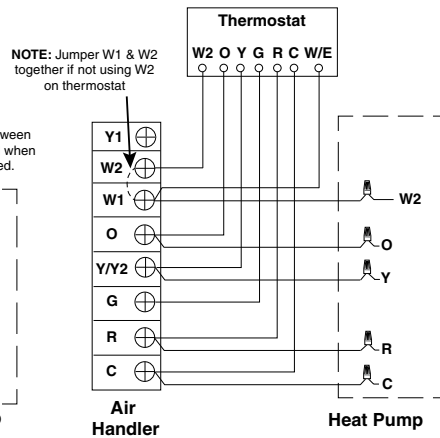 Thermostat
W2 O Y G R C W/E
NOTE: Jumper W1 & W2
together if not using W2
on thermostat
when
Y1
W2
W1
O
Y/Y2
G
R
C
W2
O
Y
R
C
Air
Handler
Heat Pump